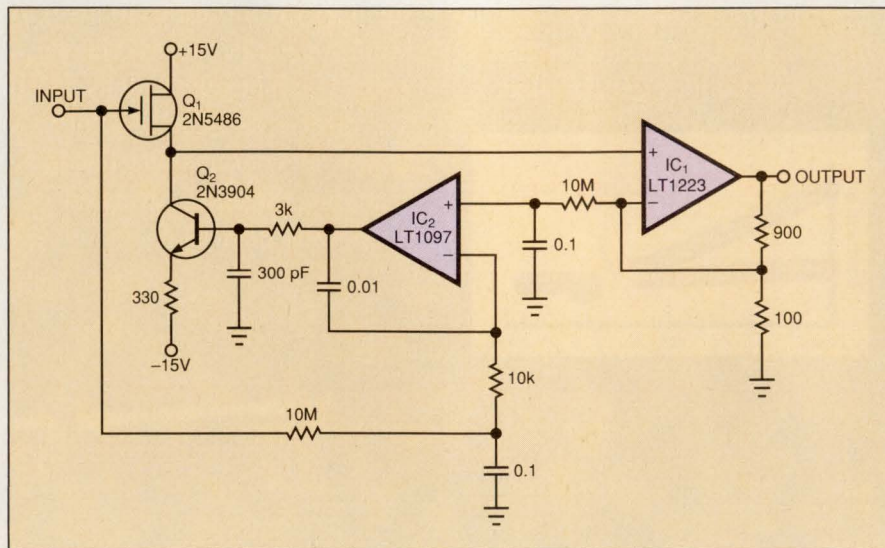 +15V
INPUT
Q1
2N5486
Q2
2N3904
3k
330
–15V
300 pF
0.01
IC2
LT1097
+
–
10M
0.1
10k
10M
0.1
+
–
IC1
LT1223
OUTPUT
900
100